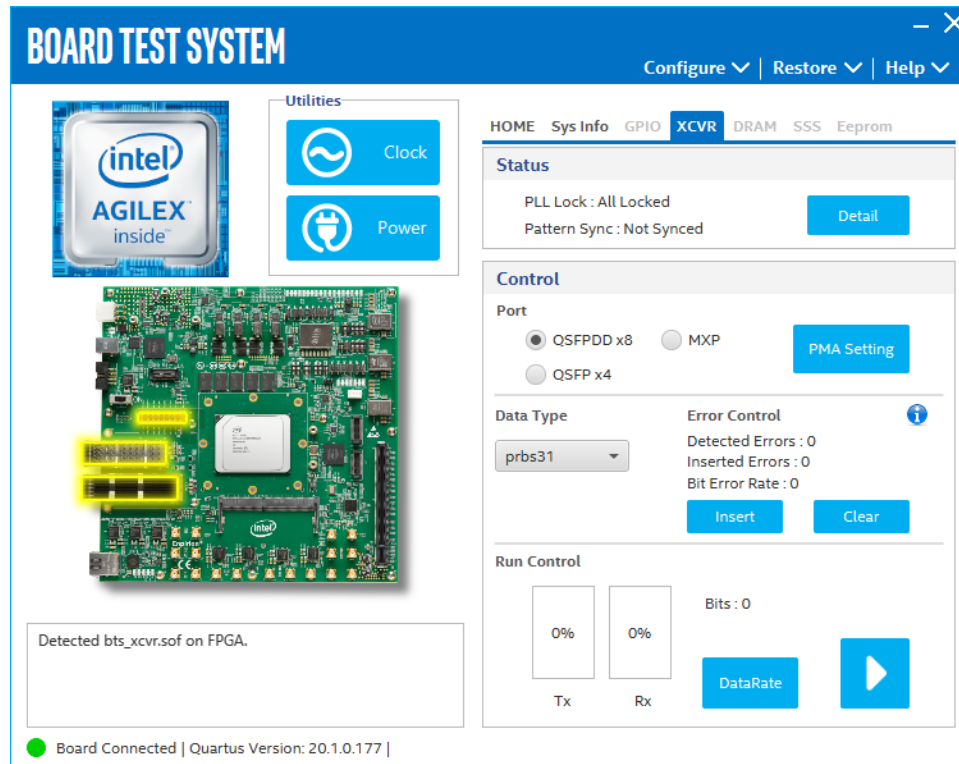 BOARD TEST SYSTEM
Configure | Restore | Help
intel
AGILEX
inside
Utilities
Clock
Power
HOME Sys Info GPIO XCVR DRAM SSS Eeprom
Status
PLL Lock : All Locked
Pattern Sync : Not Synced
Detail
Control
Port
QSFPDD x8
MXP
QSFP x4
PMA Setting
Data Type
prbs31
Error Control
Detected Errors : 0
Inserted Errors : 0
Bit Error Rate : 0
Insert
Clear
Run Control
0%
0%
Tx
Rx
Bits : 0
DataRate
intel
Enpirion
CE
Detected bts_xcvr.sof on FPGA.
Board Connected | Quartus Version: 20.1.0.177 |